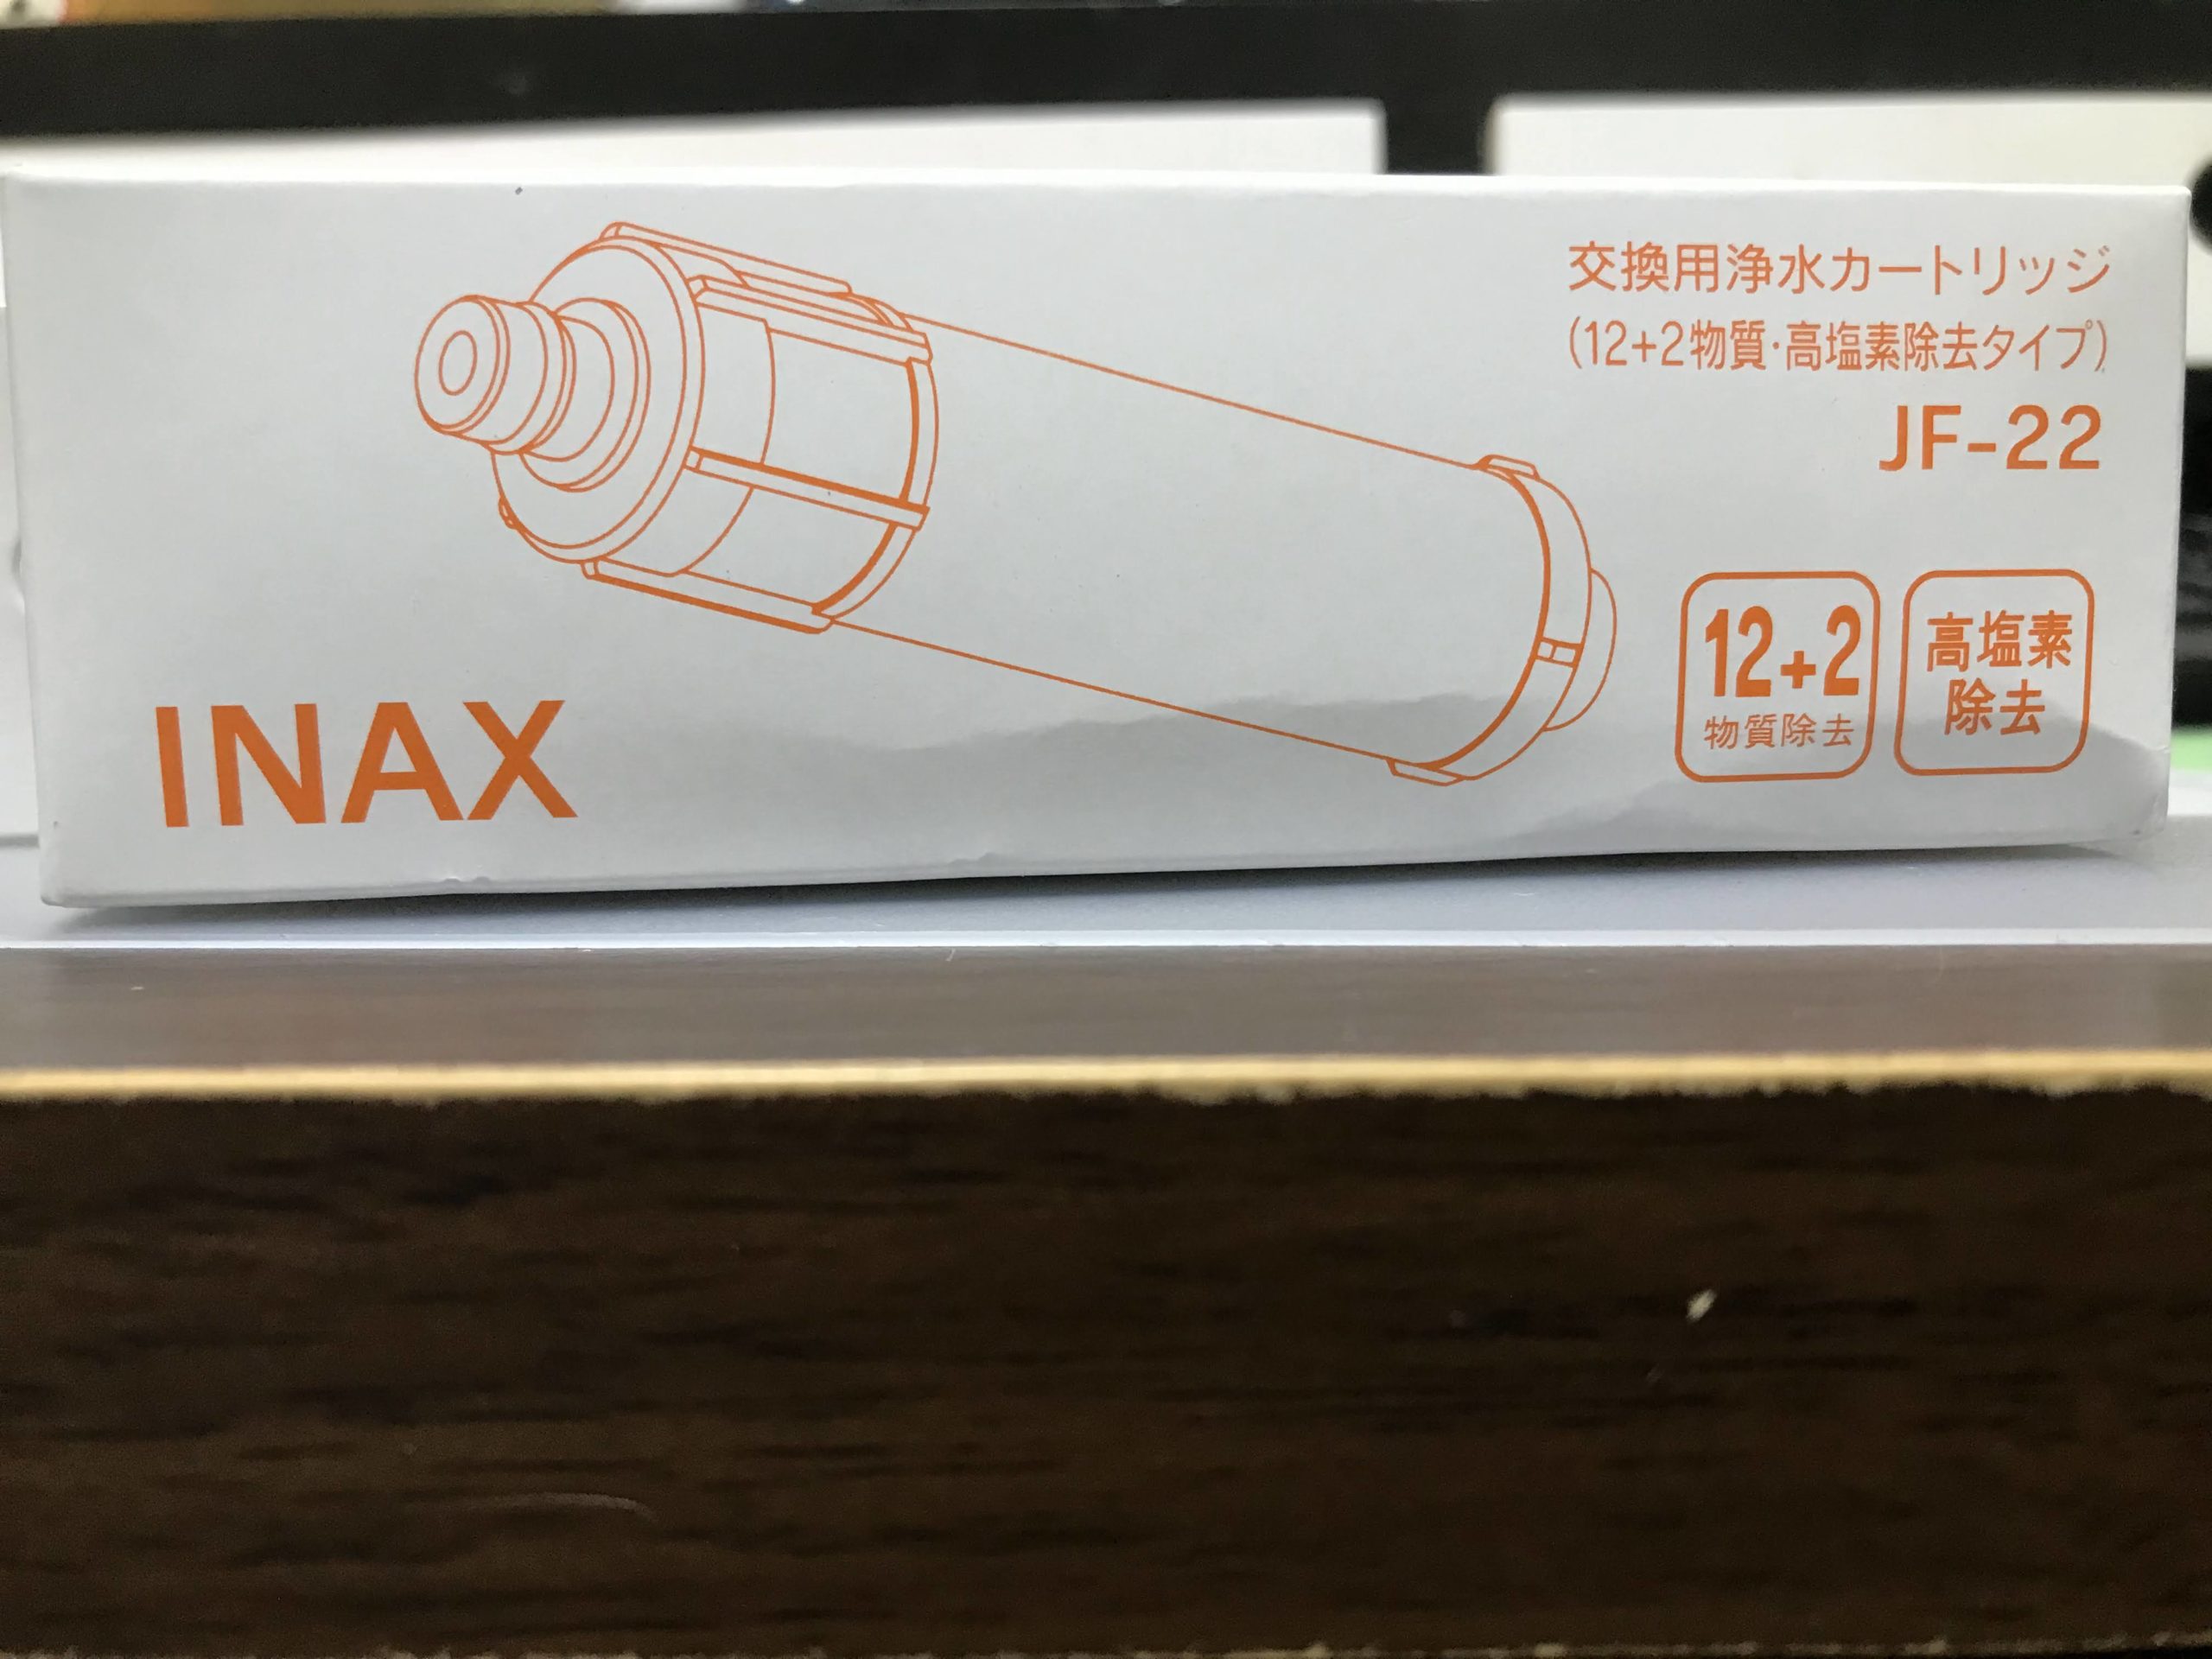 交換用浄水カートリッジ
(12+2物質・高塩素除去タイプ)
JF-22
12+2
物質除去
高塩素
除去
INAX